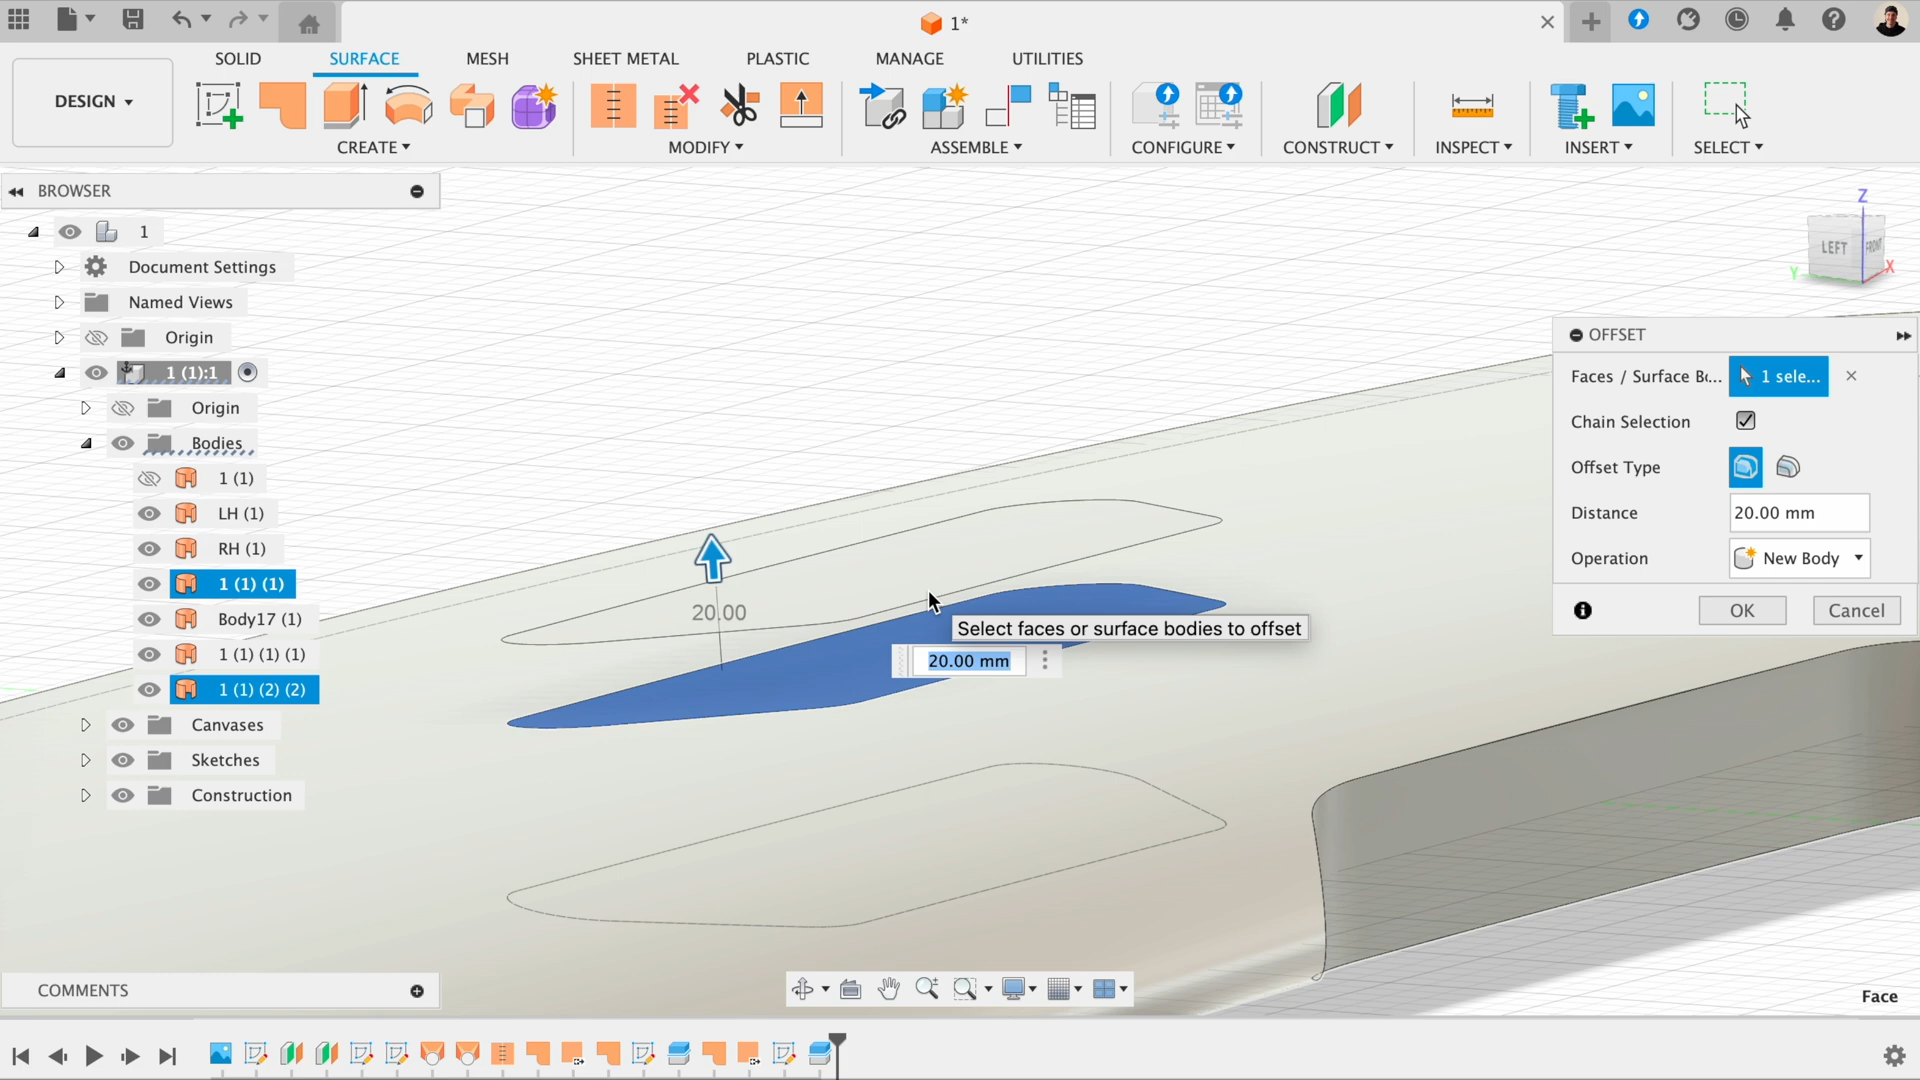 1*
SOLID
SURFACE
MESH
SHEET METAL
PLASTIC
MANAGE
UTILITIES
DESIGN
CREATE
MODIFY
ASSEMBLE
CONFIGURE
CONSTRUCT
INSPECT
INSERT
SELECT
BROWSER
1
Document Settings
Named Views
Origin
1 (1):1
Origin
Bodies
1 (1)
LH (1)
RH (1)
1 (1) (1)
Body17 (1)
1 (1) (1) (1)
1 (1) (2) (2)
Canvases
Sketches
Construction
Z
LEFT
FRONT
Y
X
OFFSET
Faces / Surface B(...
1 sele...
Chain Selection
Offset Type
Distance
20.00 mm
Operation
New Body
OK
Cancel
20.00
Select faces or surface bodies to offset
20.00 mm
COMMENTS
Face